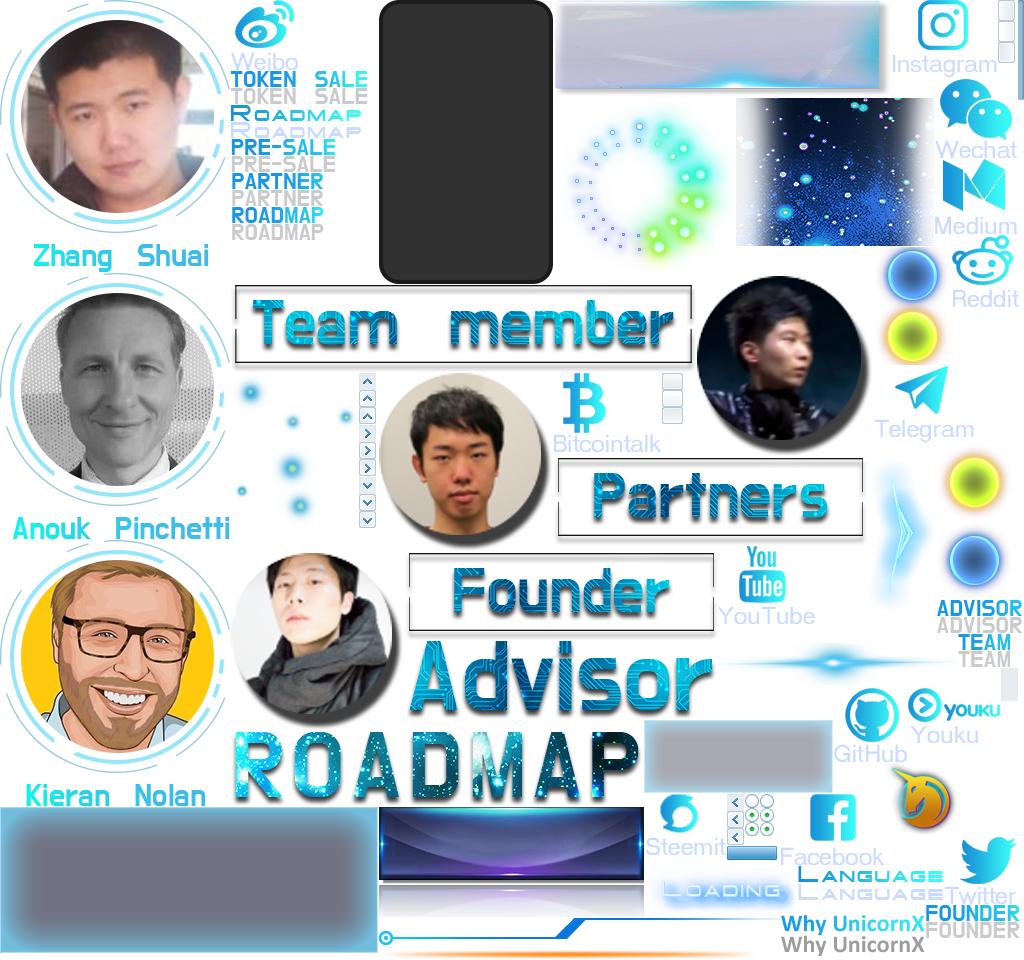 Weibo
TOKEN SALE
TOKEN SALE
Roadmap
Roadmap
PRE-SALE
PRE-SALE
PARTNER
PARTNER
ROADMAP
ROADMAP
Instagram
Wechat
Medium
Reddit
Zhang Shuai
Team member
Telegram
Bitcointalk
Partners
Anouk Pinchetti
Founder
You
Tube
YouTube
ADVISOR
ADVISOR
TEAM
TEAM
Advisor
YOUKU
Youku
GitHub
ROADMAP
Kieran Nolan
Steemit
Facebook
Language
Language
Loading
Twitter
Why UnicornX
Why UnicornX
FOUNDER
FOUNDER